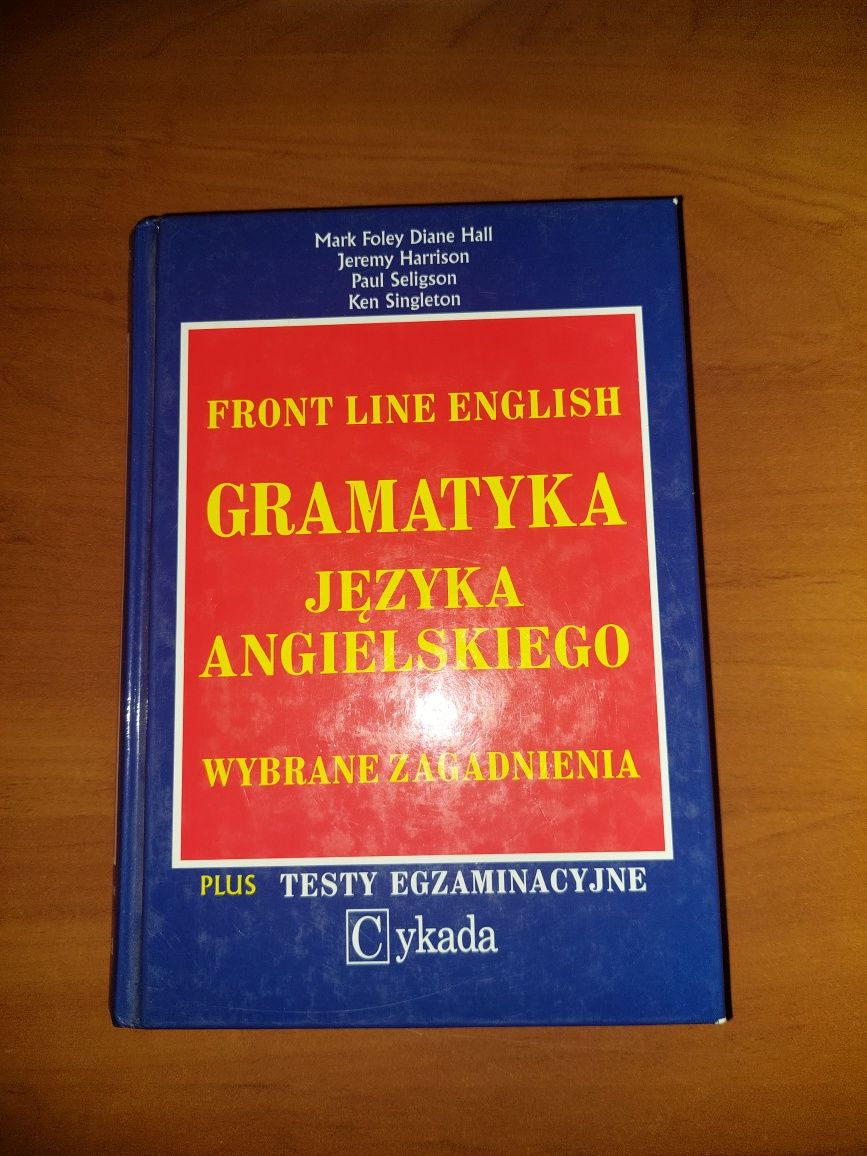 Mark Foley Diane Hall
Jeremy Harrison
Paul Seligson
Ken Singleton
FRONT LINE ENGLISH
GRAMATYKA
JĘZYKA
ANGIELSKIEGO
WYBRANE ZAGADNIENIA
PLUS TESTY EGZAMINACYJNE
Cykada